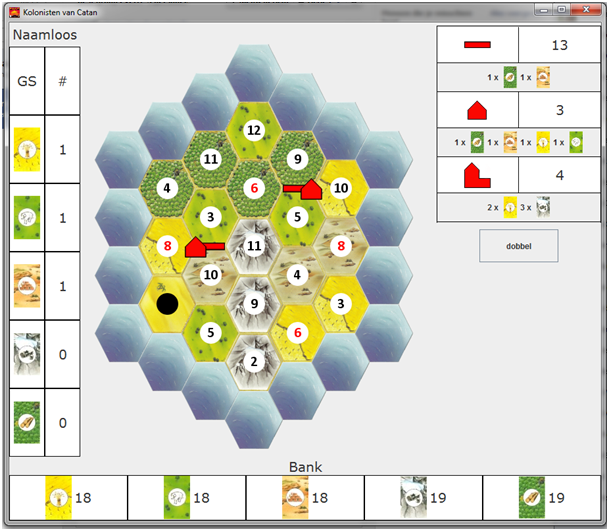 Kolonisten van Catan
Naamloos
GS #
1
1
1
0
0
12
11 9
4 6 10
3 5
8 11 8
10 4
9 3
5 6
2
13
1 x 1 x
3
1 x 1 x 1 x 1 x
4
2 x 3 x
dobbel
Bank
18 18 18 19 19